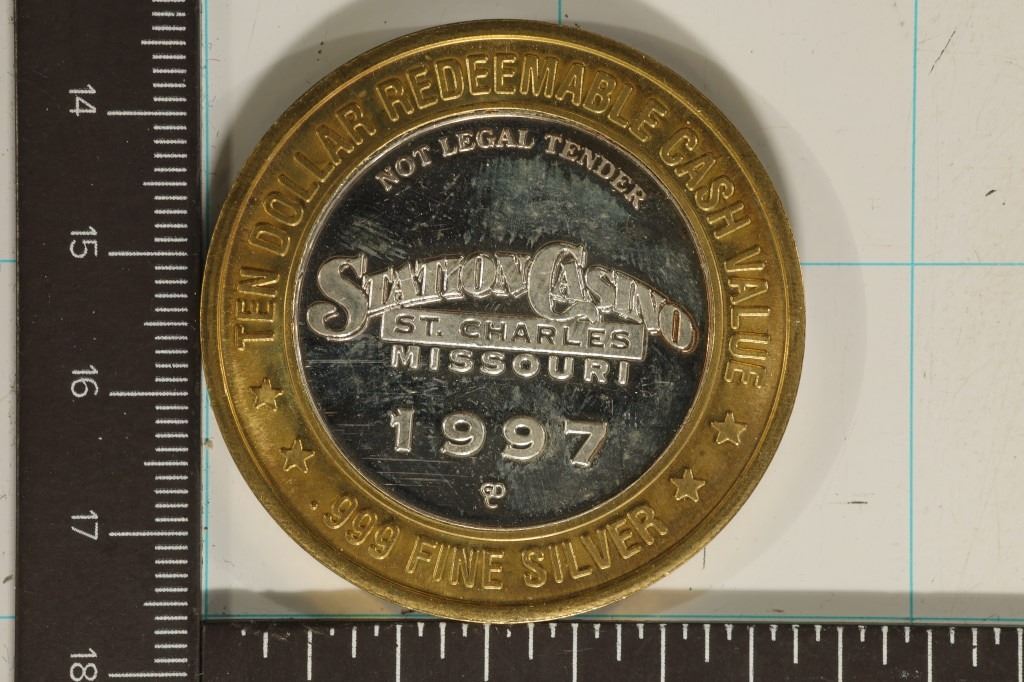 TEN DOLLAR REDEEMABLE CASH VALUE
NOT LEGAL TENDER
STATION CASINO
ST. CHARLES
MISSOURI
1997
.999 FINE SILVER
14
15
16
17
18